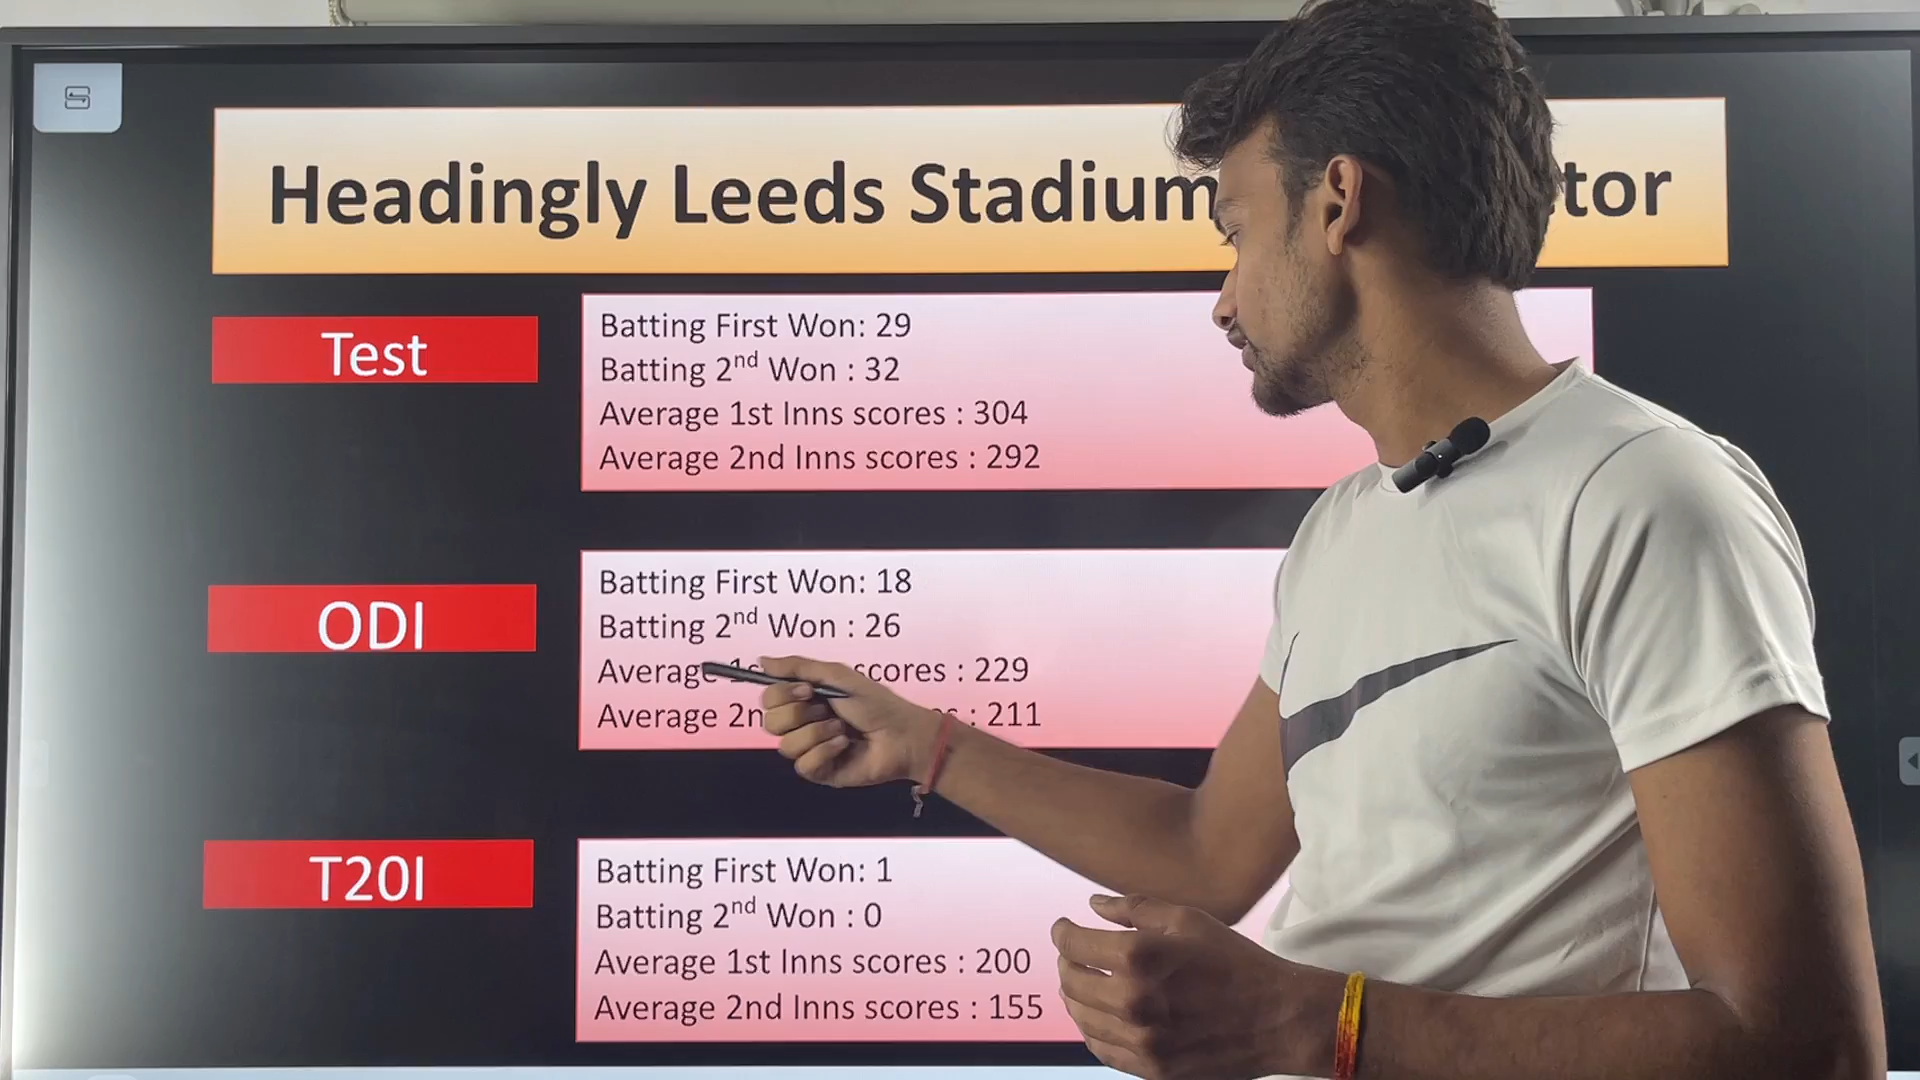 Headingly Leeds Stadium
Test
Batting First Won: 29
Batting 2nd Won : 32
Average 1st Inns scores : 304
Average 2nd Inns scores : 292
ODI
Batting First Won: 18
Batting 2nd Won : 26
Average scores : 229
Average : 211
T20I
Batting First Won: 1
Batting 2nd Won : 0
Average 1st Inns scores : 200
Average 2nd Inns scores : 155